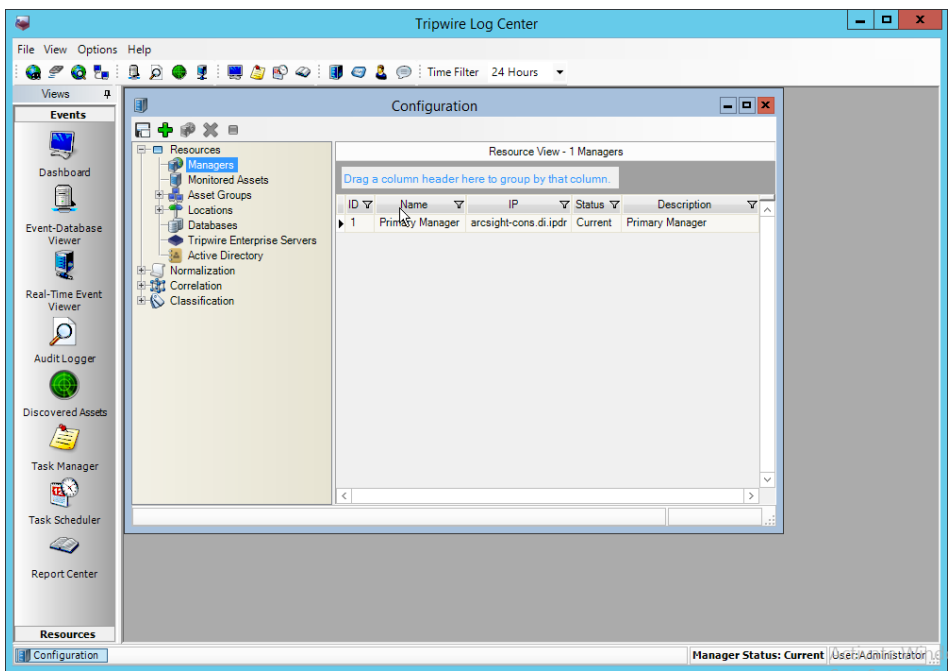 Tripwire Log Center
File View Options Help
Time Filter 24 Hours
Views
Events
Dashboard
Event-Database
Viewer
Real-Time Event
Viewer
Audit Logger
Discovered Assets
Task Manager
Task Scheduler
Report Center
Resources
Configuration
Resources
Managers
Monitored Assets
Asset Groups
Locations
Databases
Tripwire Enterprise Servers
Active Directory
Normalization
Correlation
Classification
Resource View - 1 Managers
Drag a column header here to group by that column.
ID Name IP Status Description
1 Primary Manager arcsight-cons.di.ipdr Current Primary Manager
Configuration
Manager Status: Current User:Administrator